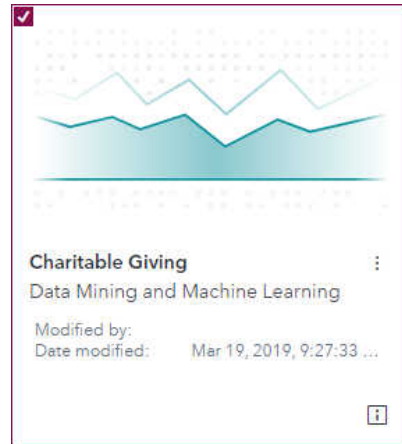 Charitable Giving
Data Mining and Machine Learning
Modified by:
Date modified: Mar 19, 2019, 9:27:33 ...